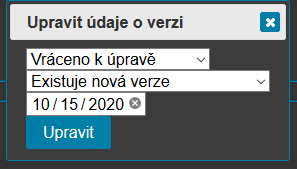 Upravit údaje o verzi
Vráceno k úpravě
Existuje nová verze
10 / 15 / 2020
Upravit